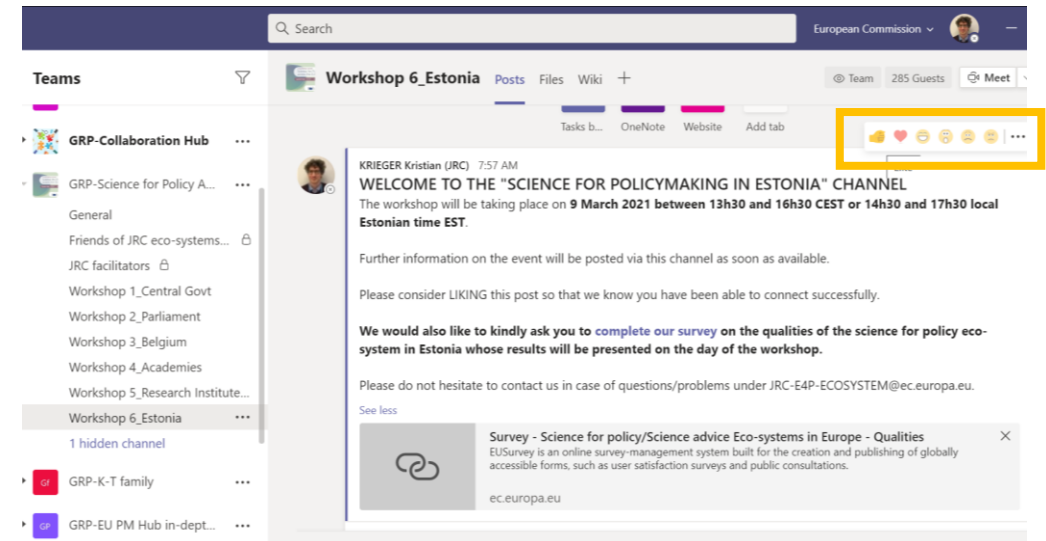 Search
European Commission
Teams
Workshop 6_Estonia Posts Files Wiki
Team 285 Guests Meet
Tasks b... OneNote Website Add tab
GRP-Collaboration Hub
GRP-Science for Policy A...
General
Friends of JRC eco-systems...
JRC facilitators
Workshop 1_Central Govt
Workshop 2_Parliament
Workshop 3_Belgium
Workshop 4_Academies
Workshop 5_Research Institute...
Workshop 6_Estonia
1 hidden channel
Gf GRP-K-T family
GP GRP-EU PM Hub in-dept...
KRIEGER Kristian (JRC) 7:57 AM
WELCOME TO THE "SCIENCE FOR POLICYMAKING IN ESTONIA" CHANNEL
The workshop will be taking place on 9 March 2021 between 13h30 and 16h30 CEST or 14h30 and 17h30 local
Estonian time EST.
Further information on the event will be posted via this channel as soon as available.
Please consider LIKING this post so that we know you have been able to connect successfully.
We would also like to kindly ask you to complete our survey on the qualities of the science for policy eco-
system in Estonia whose results will be presented on the day of the workshop.
Please do not hesitate to contact us in case of questions/problems under JRC-E4P-ECOSYSTEM@ec.europa.eu.
See less
Survey - Science for policy/Science advice Eco-systems in Europe - Qualities
EUSurvey is an online survey-management system built for the creation and publishing of globally
accessible forms, such as user satisfaction surveys and public consultations.
ec.europa.eu